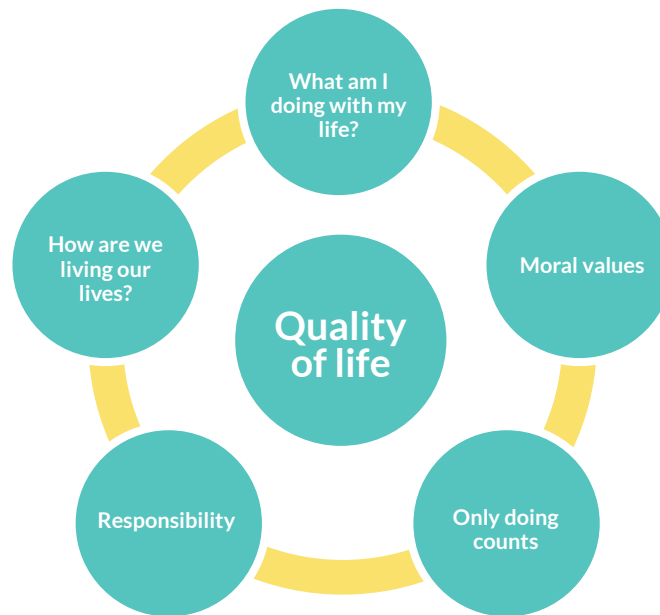 What am I
doing with my
life?
Moral values
Only doing
counts
Responsibility
How are we
living our
lives?
Quality
of life